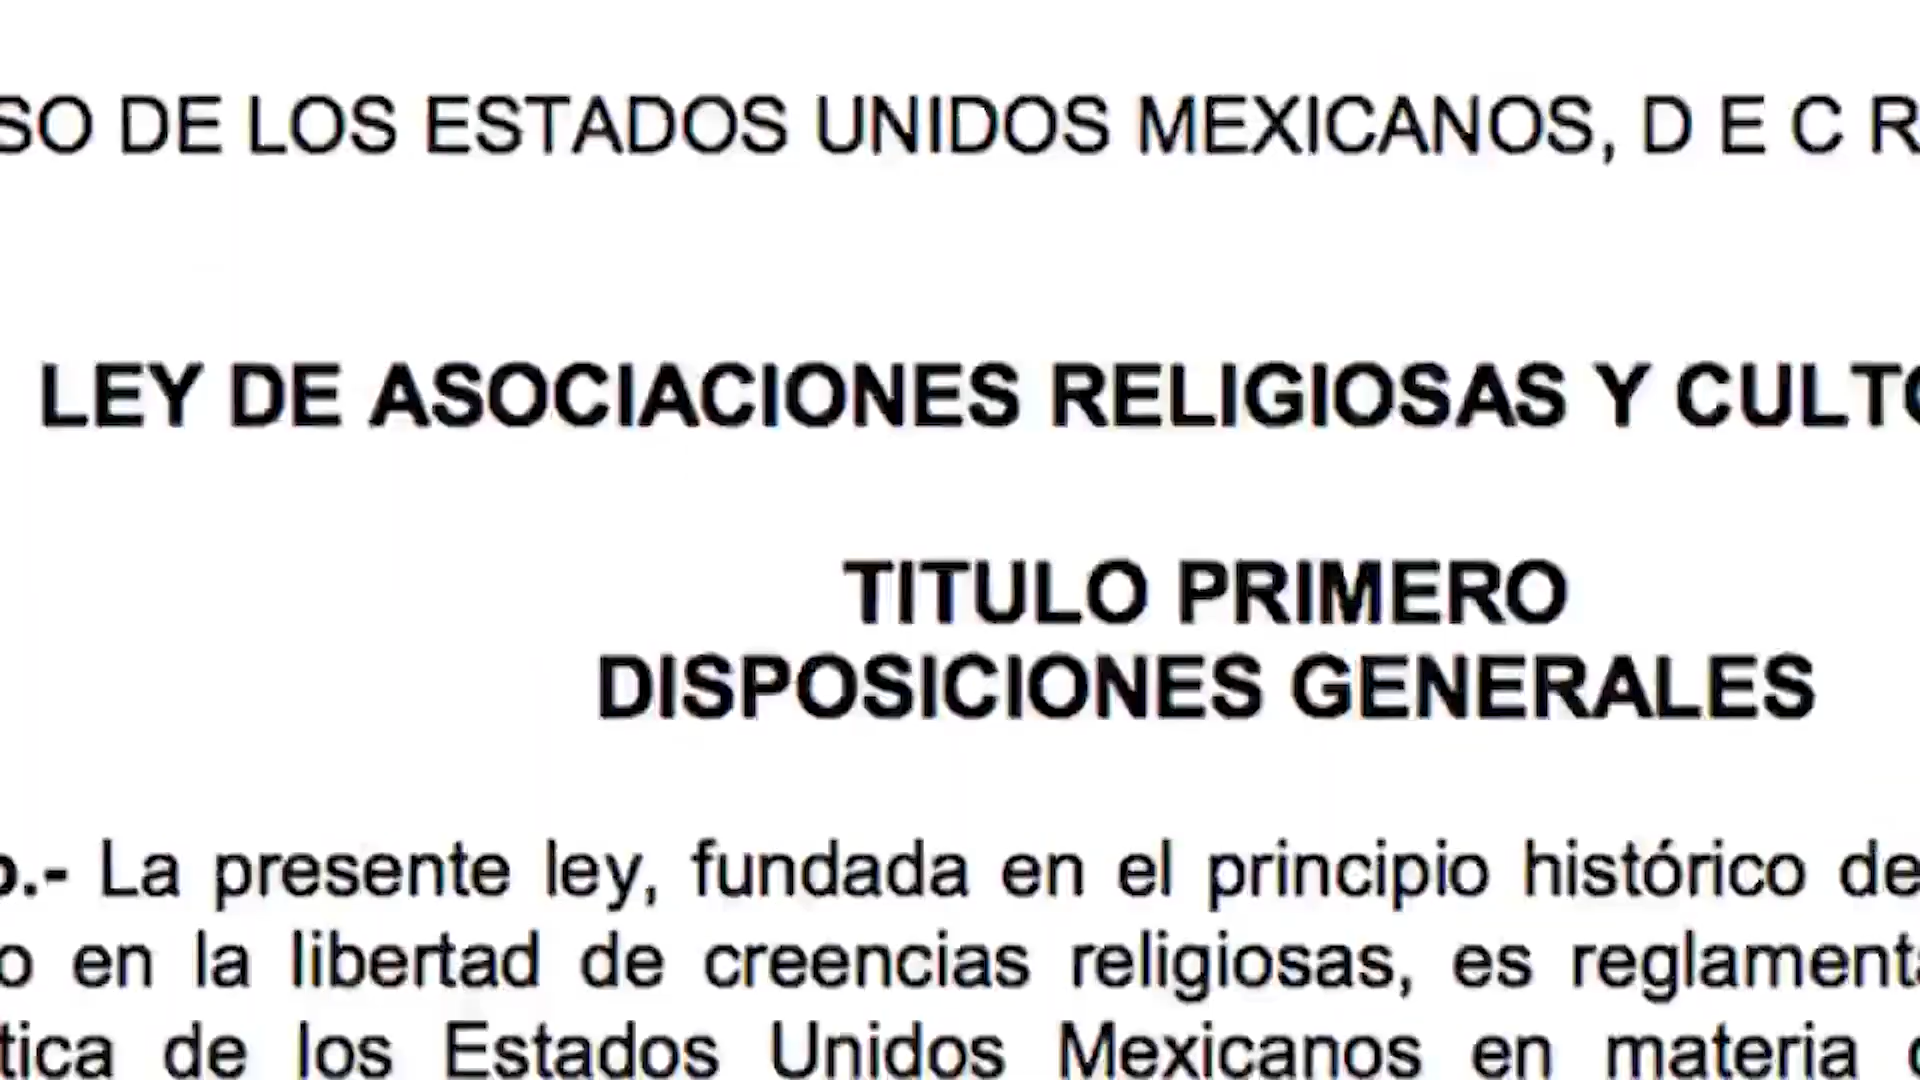 SO DE LOS ESTADOS UNIDOS MEXICANOS, D E C R
LEY DE ASOCIACIONES RELIGIOSAS Y CULTO
TITULO PRIMERO
DISPOSICIONES GENERALES
o.- La presente ley, fundada en el principio histórico de
o en la libertad de creencias religiosas, es reglamenta
tica de los Estados Unidos Mexicanos en materia